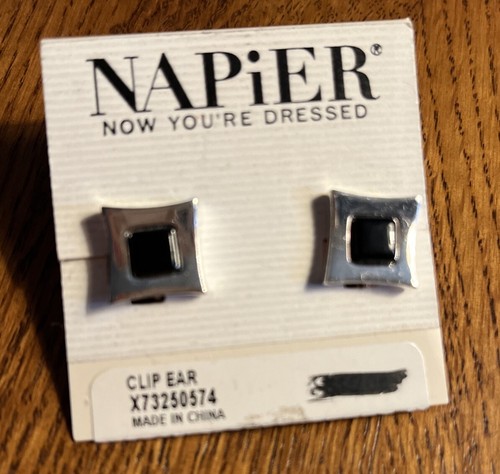 NAPiER®
NOW YOU'RE DRESSED
CLIP EAR
X73250574
MADE IN CHINA